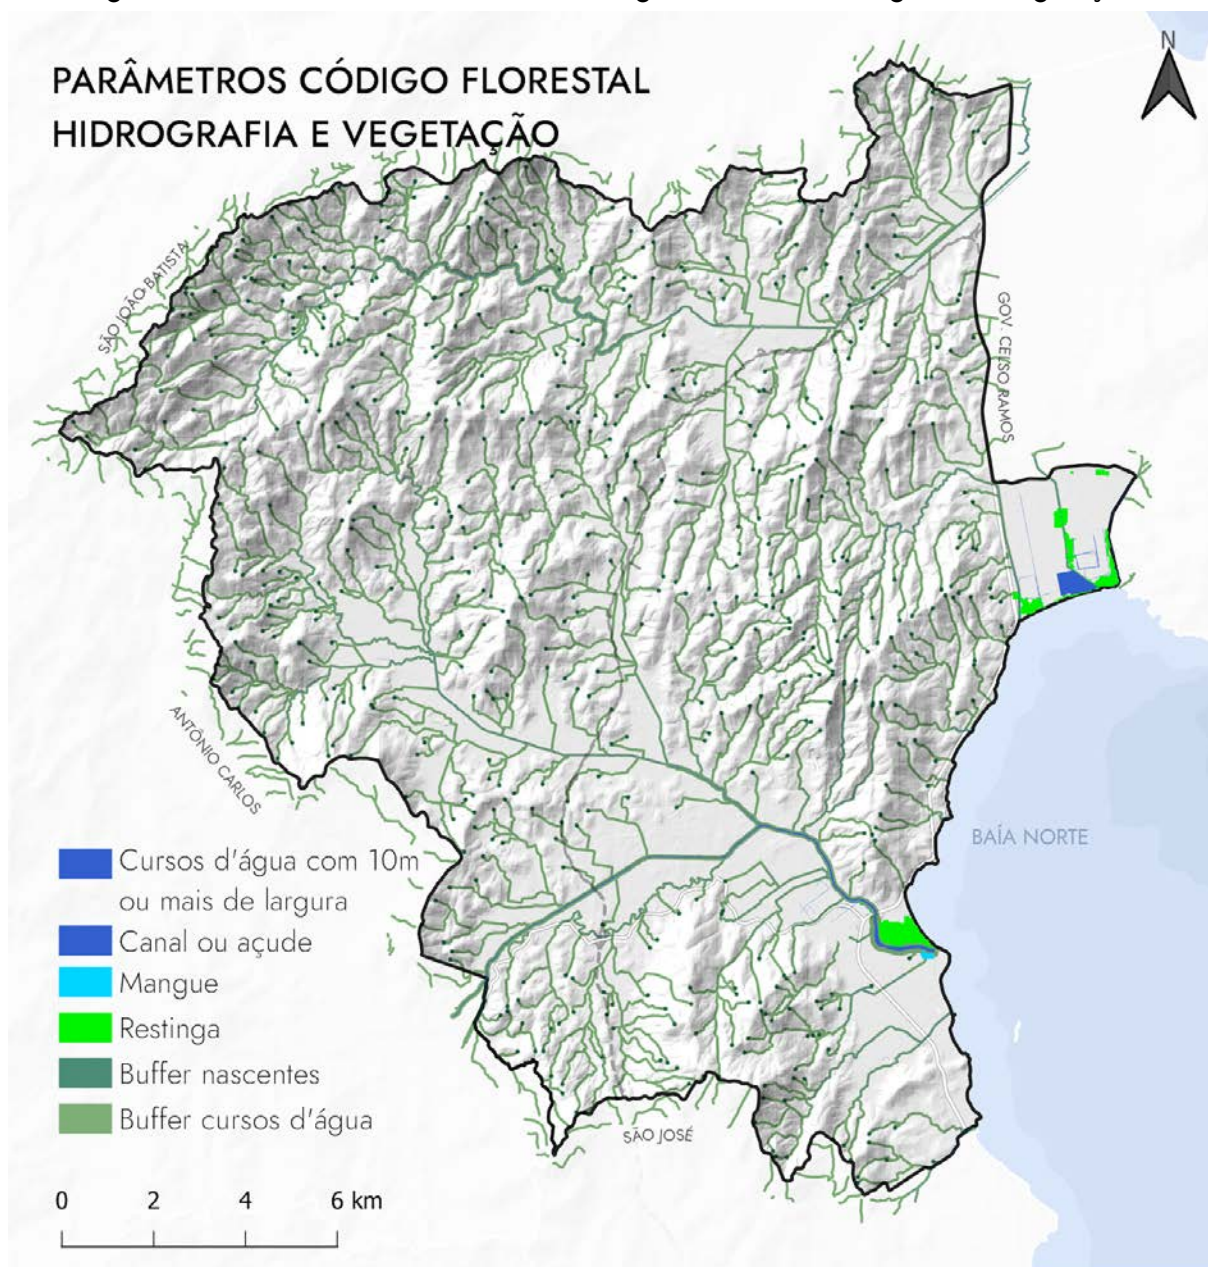 PARÂMETROS CÓDIGO FLORESTAL
HIDROGRAFIA E VEGETAÇÃO
N
SÃO JOÃO BATISTA
GOV. CELSO RAMOS
ANTÔNIO CARLOS
BAÍA NORTE
SÃO JOSÉ
Cursos d'água com 10m
ou mais de largura
Canal ou açude
Mangue
Restinga
Buffer nascentes
Buffer cursos d'água
0 2 4 6 km